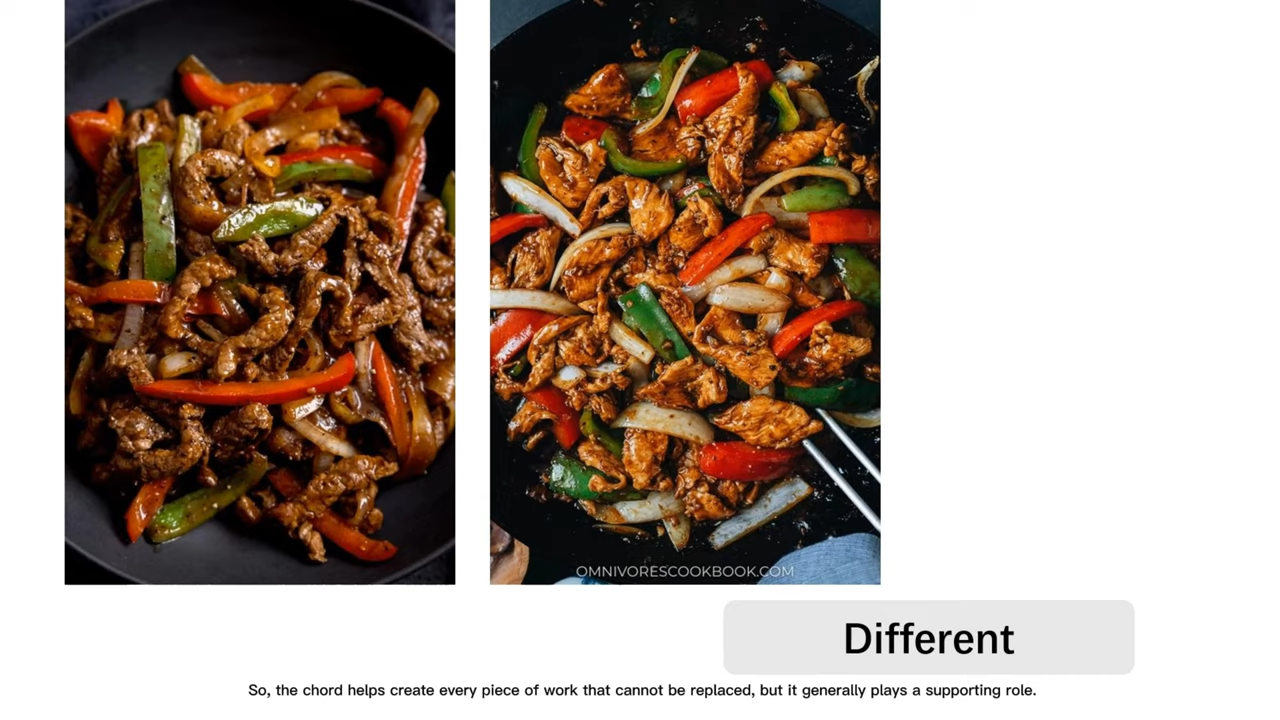 OMNIVORESCOOKBOOK.COM
Different
So, the chord helps create every piece of work that cannot be replaced, but it generally plays a supporting role.